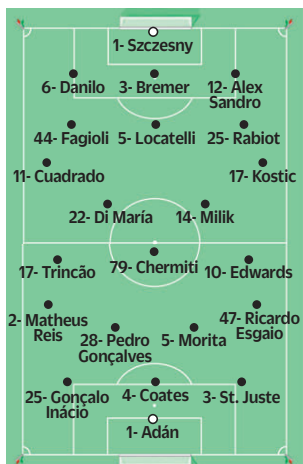 1- Szczesny
6- Danilo
3- Bremer
12- Alex
Sandro
44- Fagioli
5- Locatelli
25- Rabiot
11- Cuadrado
17- Kostic
22- Di María
14- Milik
79- Chermiti
17- Trincão
10- Edwards
2- Matheus
Reis
47- Ricardo
Esgaio
28- Pedro
Gonçalves
5- Morita
25- Gonçalo
Inácio
4- Coates
3- St. Juste
1- Adán